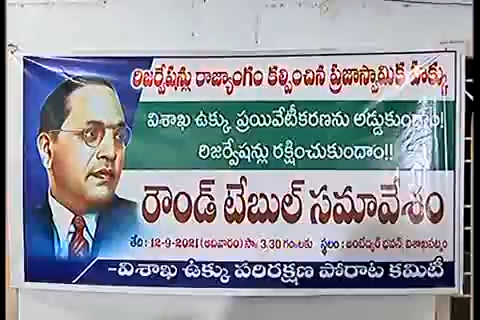 రిజర్వేషన్లు రాజ్యాంగం కల్పించిన ప్రజాస్వామిక హక్కు
విశాఖ ఉక్కు ప్రయివేటీకరణను అడ్డుకుందాం!
రిజర్వేషన్లు రక్షించుకుందాం!!
రౌండ్ టేబుల్ సమావేశం
తేది: 12-9-2021 (ఆదివారం) సా॥ 3.30 గం॥లకు స్థలం: అంబేద్కర్ భవన్, విశాఖపట్నం
-విశాఖ ఉక్కు పరిరక్షణ పోరాట కమిటీ